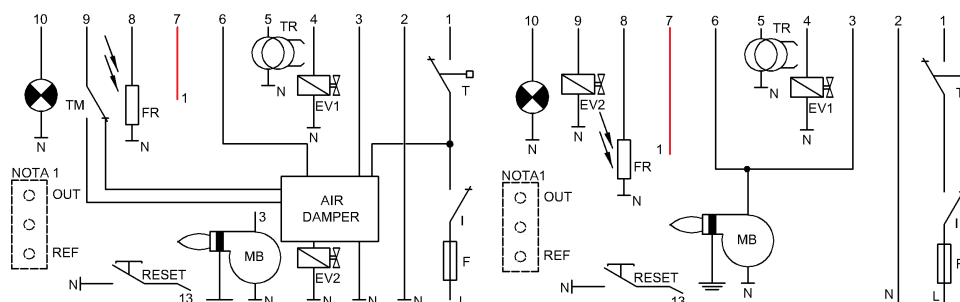 10 9 8 7 6 5 4 3 2 1
TR
N
EV1
N
T
TM
FR
1
N
N
NOTA 1
OUT
REF
AIR
DAMPER
3
MB
EV2
I
F
RESET
N
13
N
N
N
N
L
10 9 8 7 6 5 4 3 2 1
TR
N
EV1
N
T
EV2
N
N
FR
1
N
NOTA1
OUT
REF
MB
I
F
RESET
N
13
N
N
L